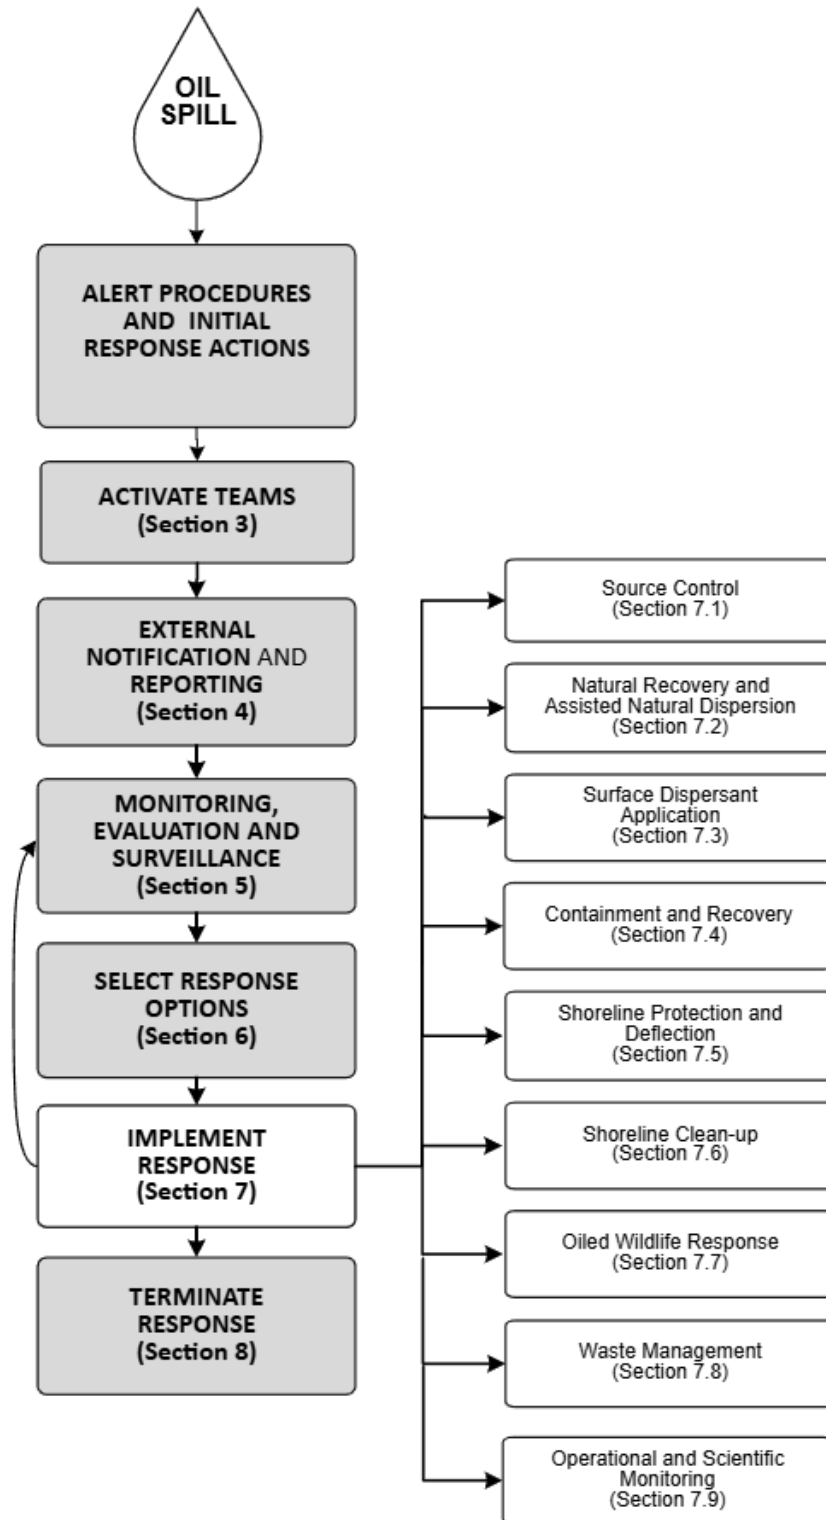 OIL
SPILL
ALERT PROCEDURES
AND INITIAL
RESPONSE ACTIONS
ACTIVATE TEAMS
(Section 3)
EXTERNAL
NOTIFICATION AND
REPORTING
(Section 4)
MONITORING,
EVALUATION AND
SURVEILLANCE
(Section 5)
SELECT RESPONSE
OPTIONS
(Section 6)
IMPLEMENT
RESPONSE
(Section 7)
TERMINATE
RESPONSE
(Section 8)
Source Control
(Section 7.1)
Natural Recovery and
Assisted Natural Dispersion
(Section 7.2)
Surface Dispersant
Application
(Section 7.3)
Containment and Recovery
(Section 7.4)
Shoreline Protection and
Deflection
(Section 7.5)
Shoreline Clean-up
(Section 7.6)
Oiled Wildlife Response
(Section 7.7)
Waste Management
(Section 7.8)
Operational and Scientific
Monitoring
(Section 7.9)